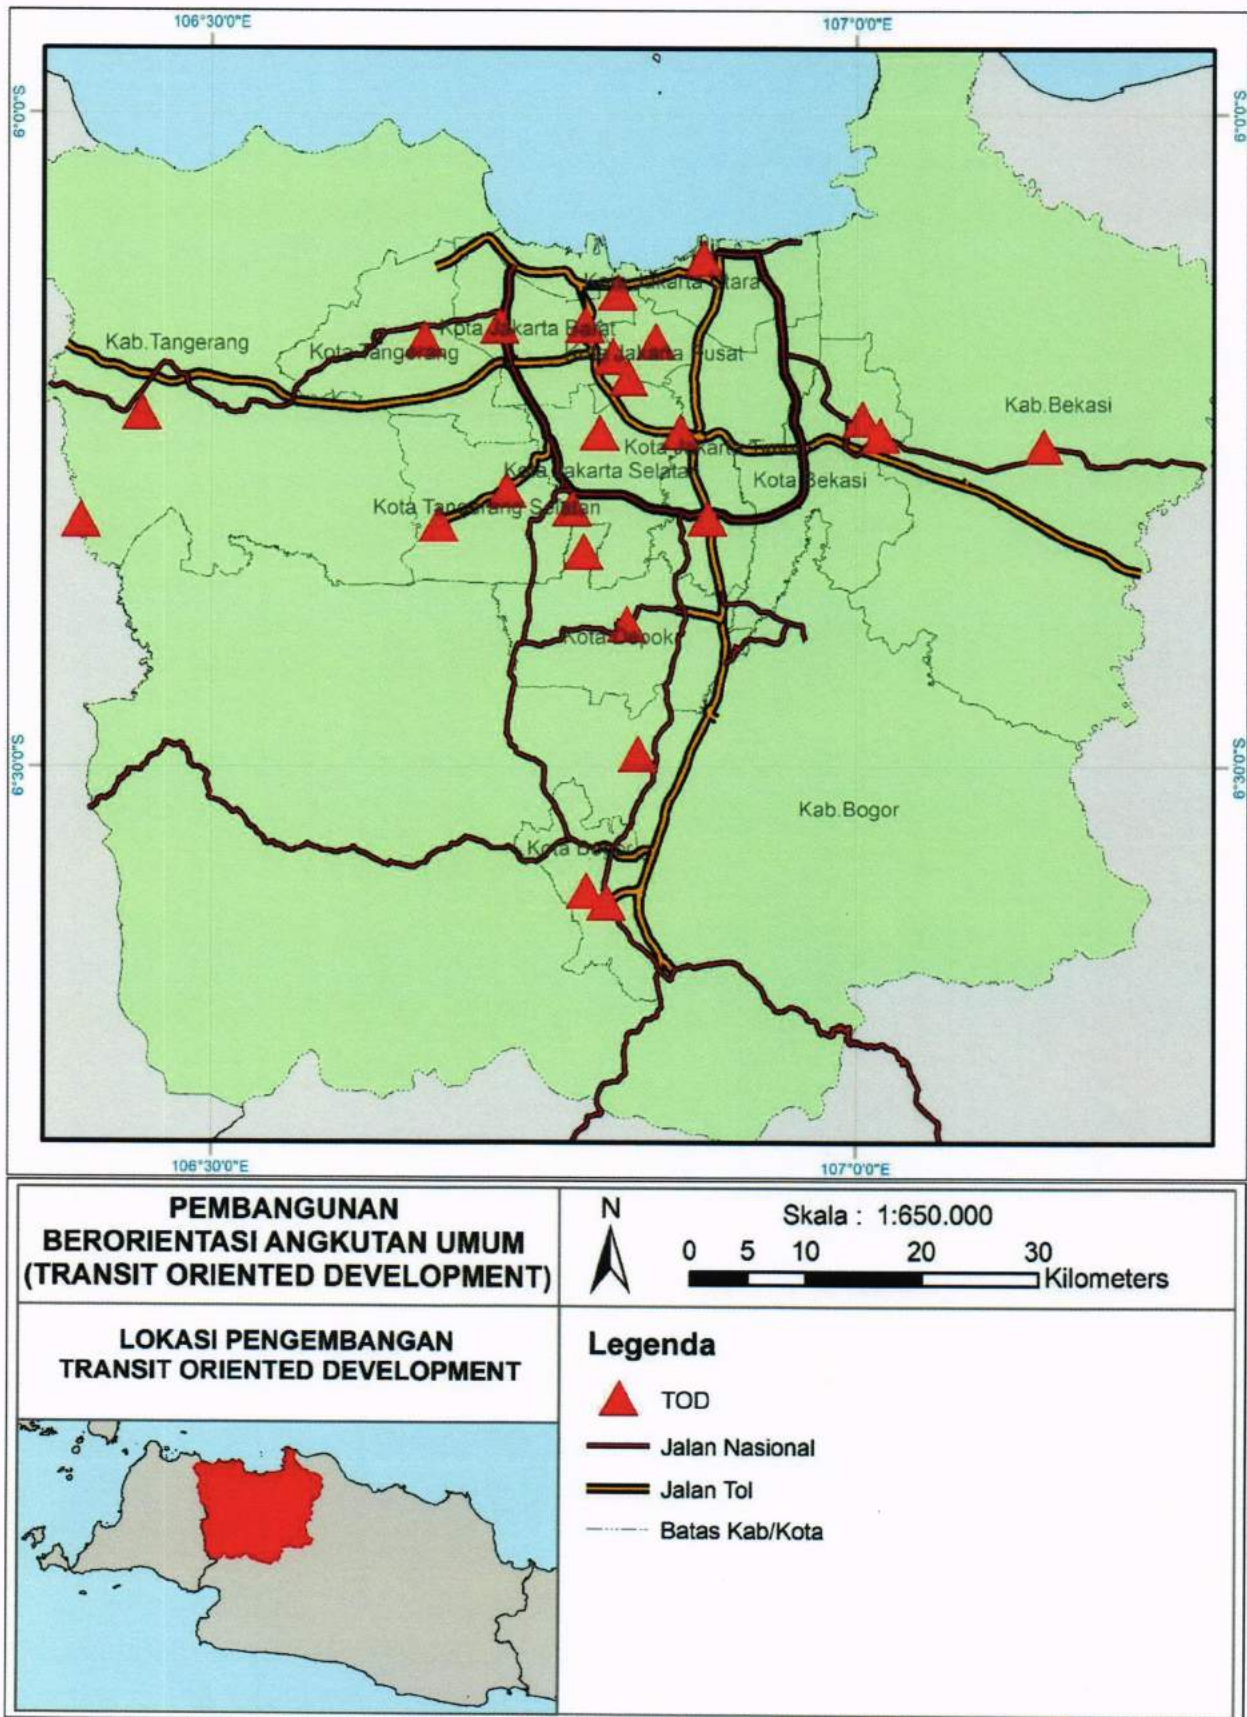 106°30'0"E
107°0'0"E
6°0'0"S
6°0'0"S
Kota Jakarta Utara
Kab.Tangerang
Kota Jakarta Barat
Kota Tangerang
Kota Jakarta Pusat
Kab.Bekasi
Kota Jakarta Timur
Kota Jakarta Selatan
Kota Bekasi
Kota Tangerang Selatan
Kota Depok
6°30'0"S
6°30'0"S
Kab.Bogor
Kota Bogor
106°30'0"E
107°0'0"E
PEMBANGUNAN
BERORIENTASI ANGKUTAN UMUM
(TRANSIT ORIENTED DEVELOPMENT)
N
Skala : 1:650.000
0 5 10 20 30
Kilometers
LOKASI PENGEMBANGAN
TRANSIT ORIENTED DEVELOPMENT
Legenda
TOD
Jalan Nasional
Jalan Tol
Batas Kab/Kota